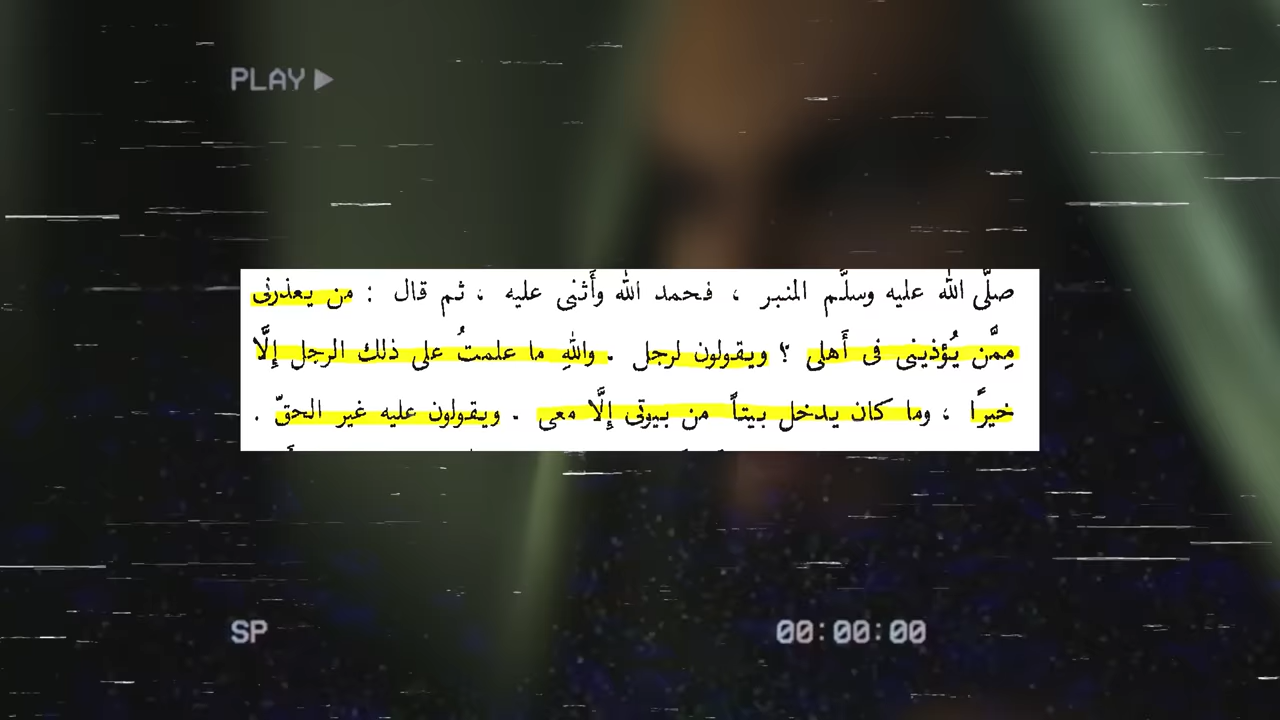 PLAY
صلَّى الله عليه وسلَّم المنبر ، فحمد الله وأَثنى عليه ، ثم قال : من يعذرنى
مِمَّن يُؤذينى فى أَهلى ؟ ويقولون لرجل . واللهِ ما علمتُ على ذلك الرجل إلَّا
خيرًا ، وما كان يدخل بيتاً من بيوتى إلَّا معى . ويقولون عليه غير الحقّ .
SP
00:00:00